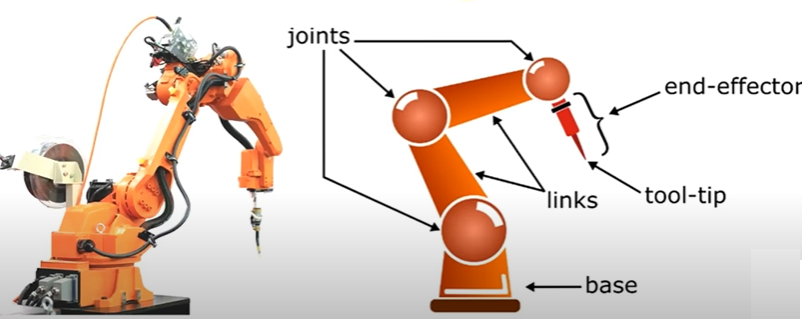 joints
end-effector
links
tool-tip
base